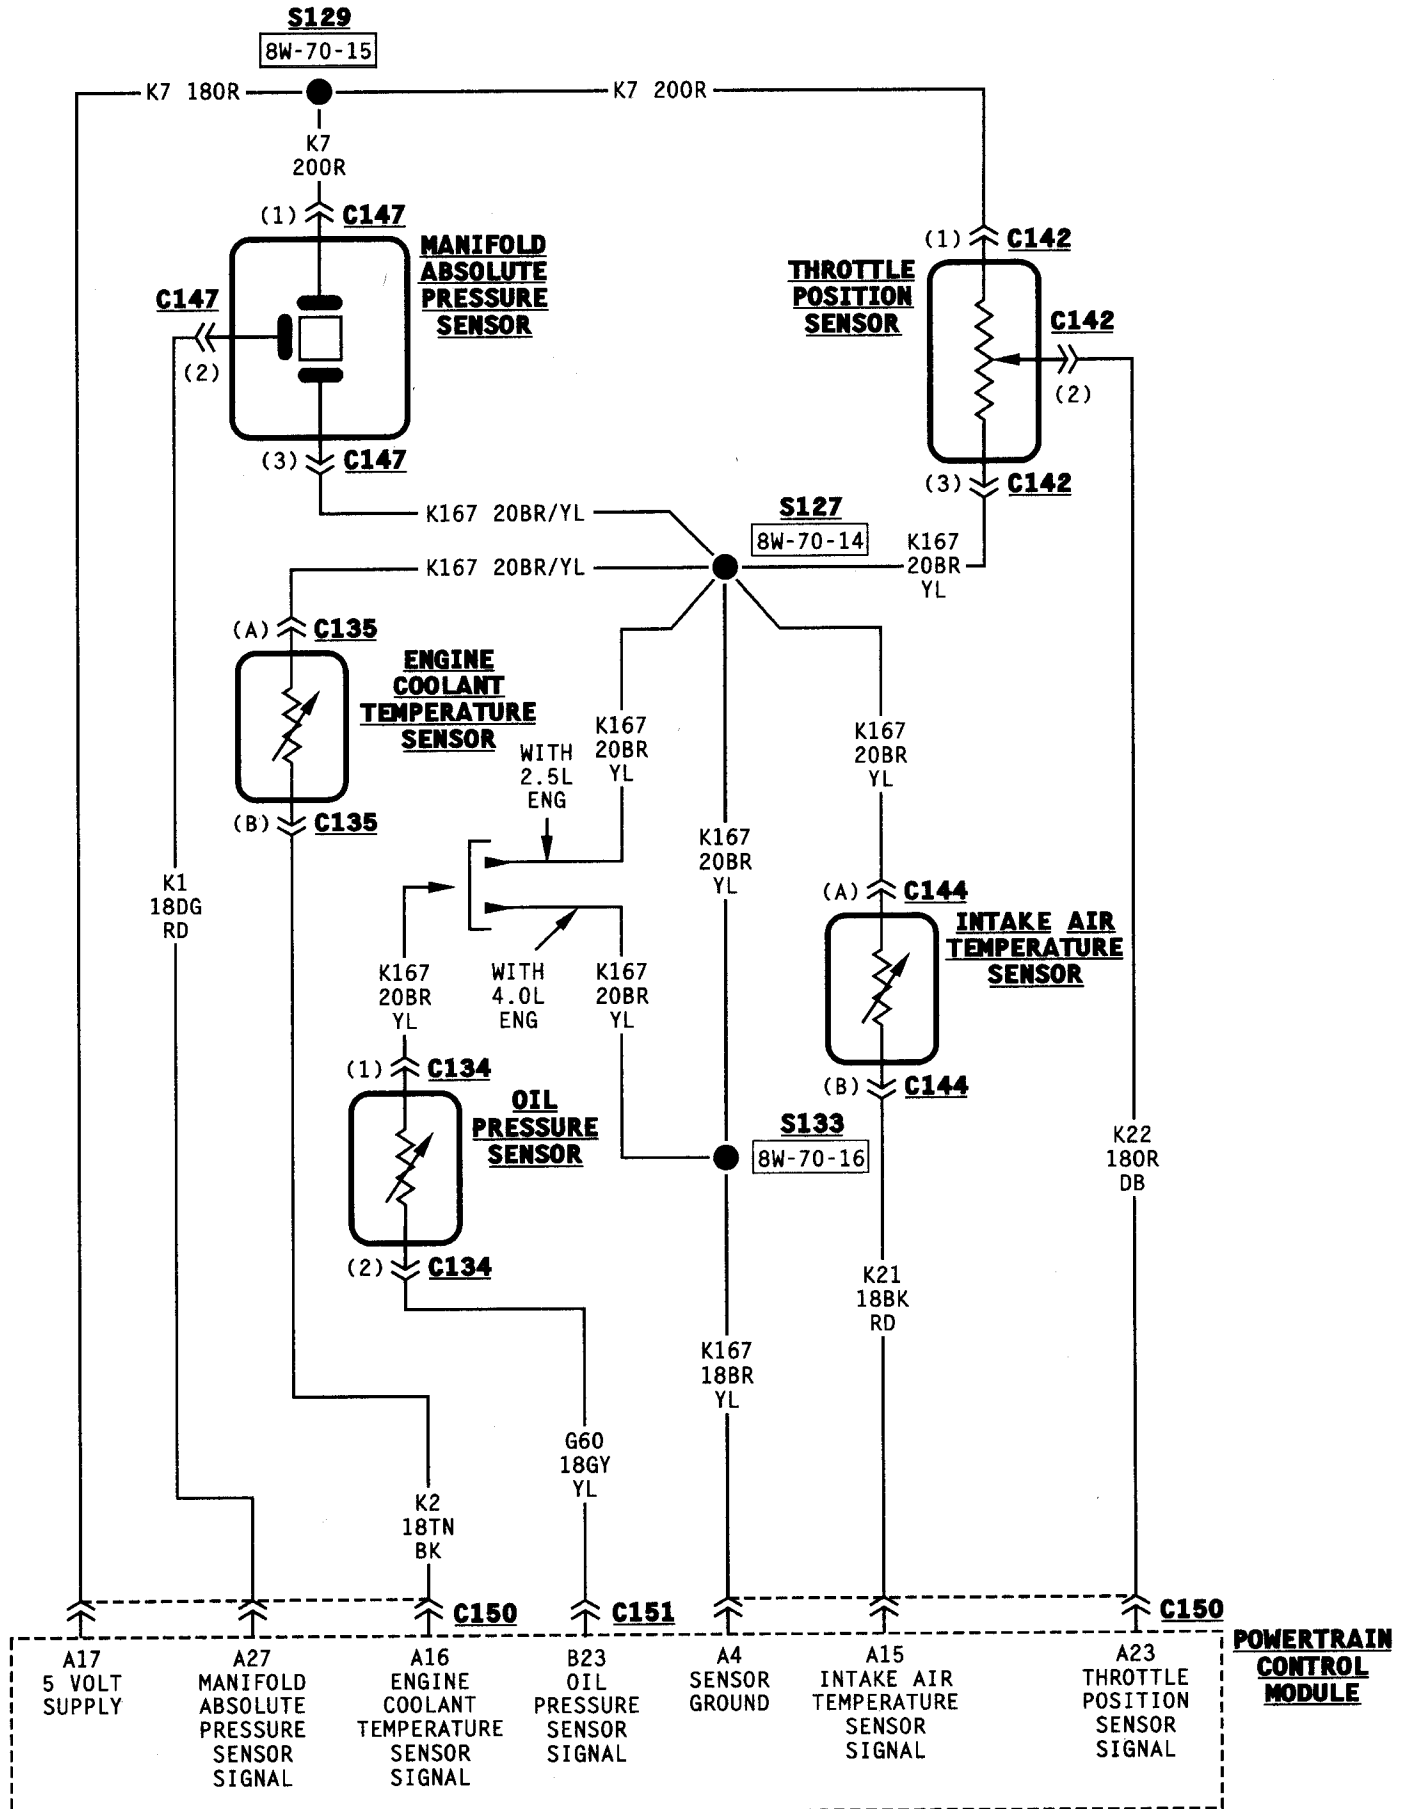 S129
8W-70-15
K7 18OR
K7 20OR
K7
20OR
(1) C147
MANIFOLD
ABSOLUTE
PRESSURE
SENSOR
C147
(2)
(3) C147
(1) C142
THROTTLE
POSITION
SENSOR
C142
(2)
(3) C142
K167 20BR/YL
S127
8W-70-14
K167
20BR
YL
K167 20BR/YL
(A) C135
ENGINE
COOLANT
TEMPERATURE
SENSOR
(B) C135
WITH
2.5L
ENG
K167
20BR
YL
K167
20BR
YL
K167
20BR
YL
K1
18DG
RD
(A) C144
INTAKE AIR
TEMPERATURE
SENSOR
(B) C144
K167
20BR
YL
WITH
4.0L
ENG
K167
20BR
YL
(1) C134
OIL
PRESSURE
SENSOR
(2) C134
S133
8W-70-16
K22
18OR
DB
K21
18BK
RD
K167
18BR
YL
G60
18GY
YL
K2
18TN
BK
C150
C151
C150
POWERTRAIN
CONTROL
MODULE
A17
5 VOLT
SUPPLY
A27
MANIFOLD
ABSOLUTE
PRESSURE
SENSOR
SIGNAL
A16
ENGINE
COOLANT
TEMPERATURE
SENSOR
SIGNAL
B23
OIL
PRESSURE
SENSOR
SIGNAL
A4
SENSOR
GROUND
A15
INTAKE AIR
TEMPERATURE
SENSOR
SIGNAL
A23
THROTTLE
POSITION
SENSOR
SIGNAL